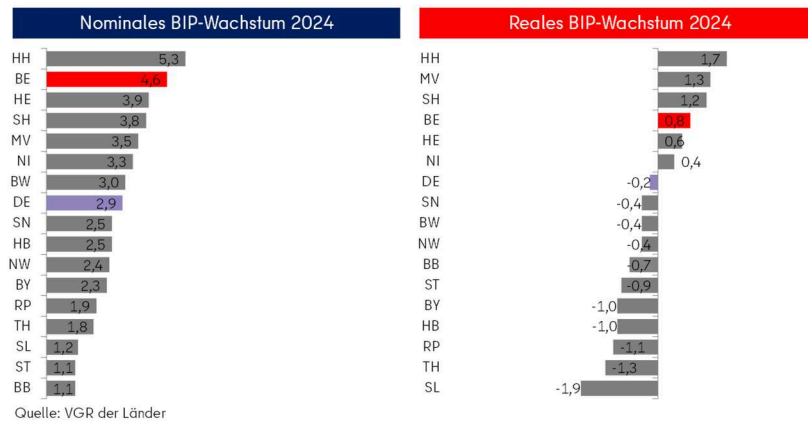 Nominales BIP-Wachstum 2024
HH 5,3
BE 4,6
HE 3,9
SH 3,8
MV 3,5
NI 3,3
BW 3,0
DE 2,9
SN 2,5
HB 2,5
NW 2,4
BY 2,3
RP 1,9
TH 1,8
SL 1,2
ST 1,1
BB 1,1
Reales BIP-Wachstum 2024
HH 1,7
MV 1,3
SH 1,2
BE 0,8
HE 0,6
NI 0,4
DE -0,2
SN -0,4
BW -0,4
NW -0,4
BB -0,7
ST -0,9
BY -1,0
HB -1,0
RP -1,1
TH -1,3
SL -1,9
Quelle: VGR der Länder